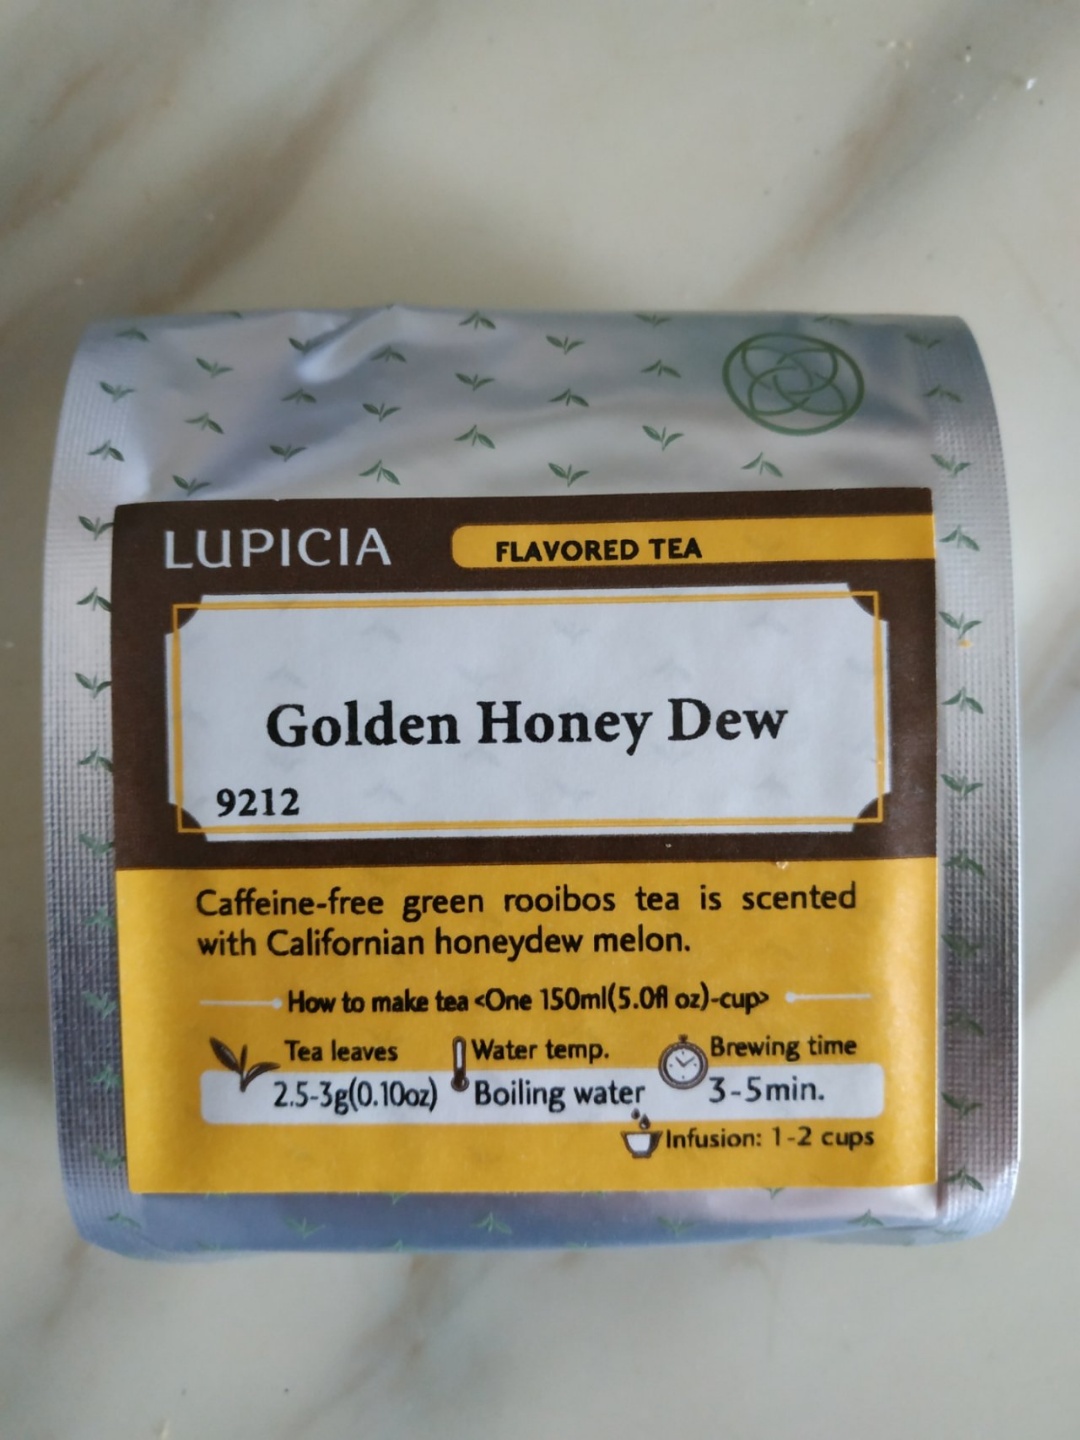 LUPICIA
FLAVORED TEA
Golden Honey Dew
9212
Caffeine-free green rooibos tea is scented
with Californian honeydew melon.
How to make tea <One 150ml(5.0fl oz)-cup>
Tea leaves
2.5-3g(0.10oz)
Water temp.
Boiling water
Brewing time
3-5min.
Infusion: 1-2 cups